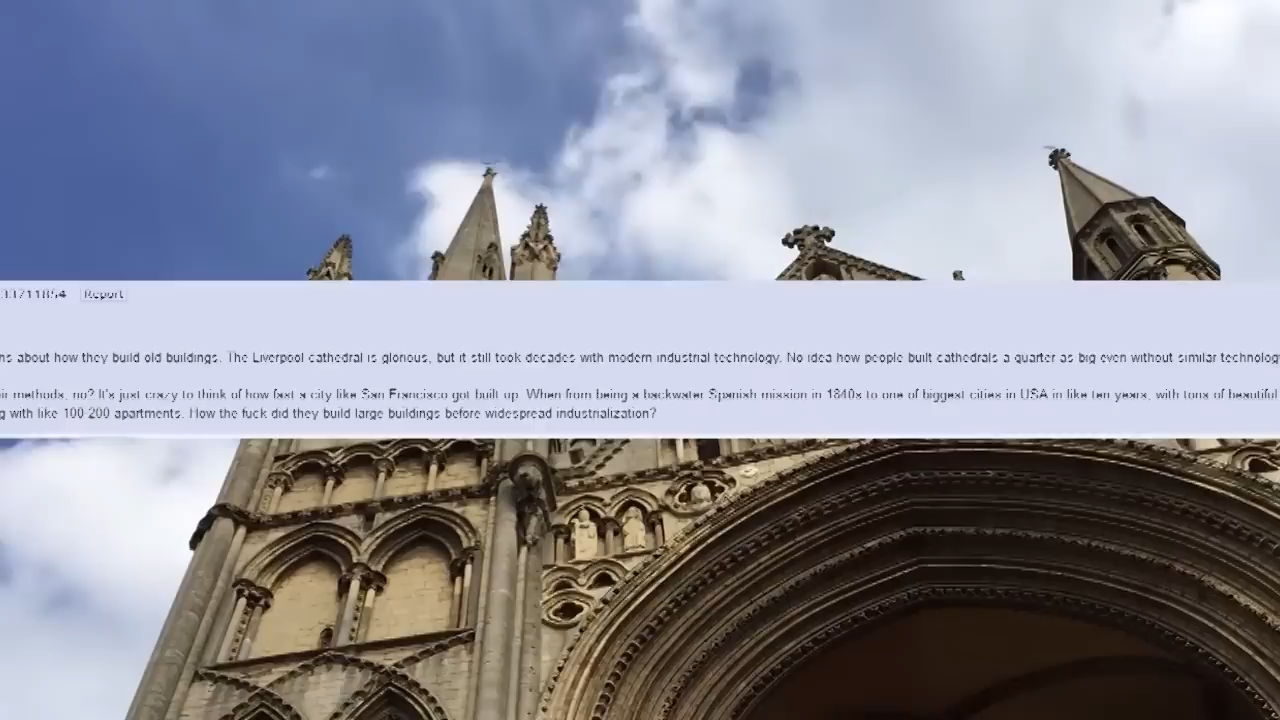 33711854 Report
ns about how they build old buildings. The Liverpool cathedral is glorious, but it still took decades with modern industrial technology. No idea how people built cathedrals a quarter as big even without similar technolog
ir methods, no? It's just crazy to think of how fast a city like San Francisco got built up. When from being a backwater Spanish mission in 1840s to one of biggest cities in USA in like ten years, with tons of beautiful
g with like 100-200 apartments. How the fuck did they build large buildings before widespread industrialization?